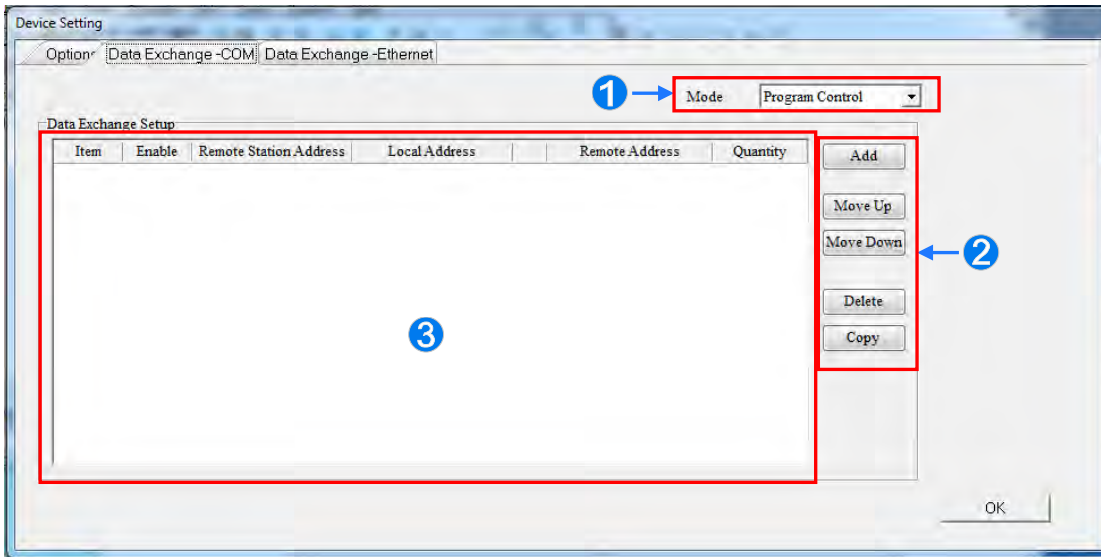 Device Setting
Options Data Exchange -COM Data Exchange -Ethernet
1 Mode Program Control
Data Exchange Setup
Item Enable Remote Station Address Local Address Remote Address Quantity
Add
Move Up
Move Down
2
Delete
3
Copy
OK